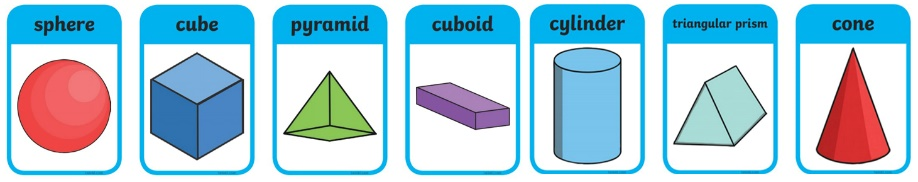 sphere
cube
pyramid
cuboid
cylinder
triangular prism
cone